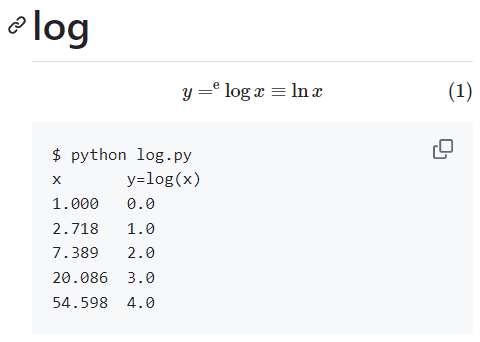 log
y =ᵉ log x ≡ ln x (1)
$ python log.py
x y=log(x)
1.000 0.0
2.718 1.0
7.389 2.0
20.086 3.0
54.598 4.0